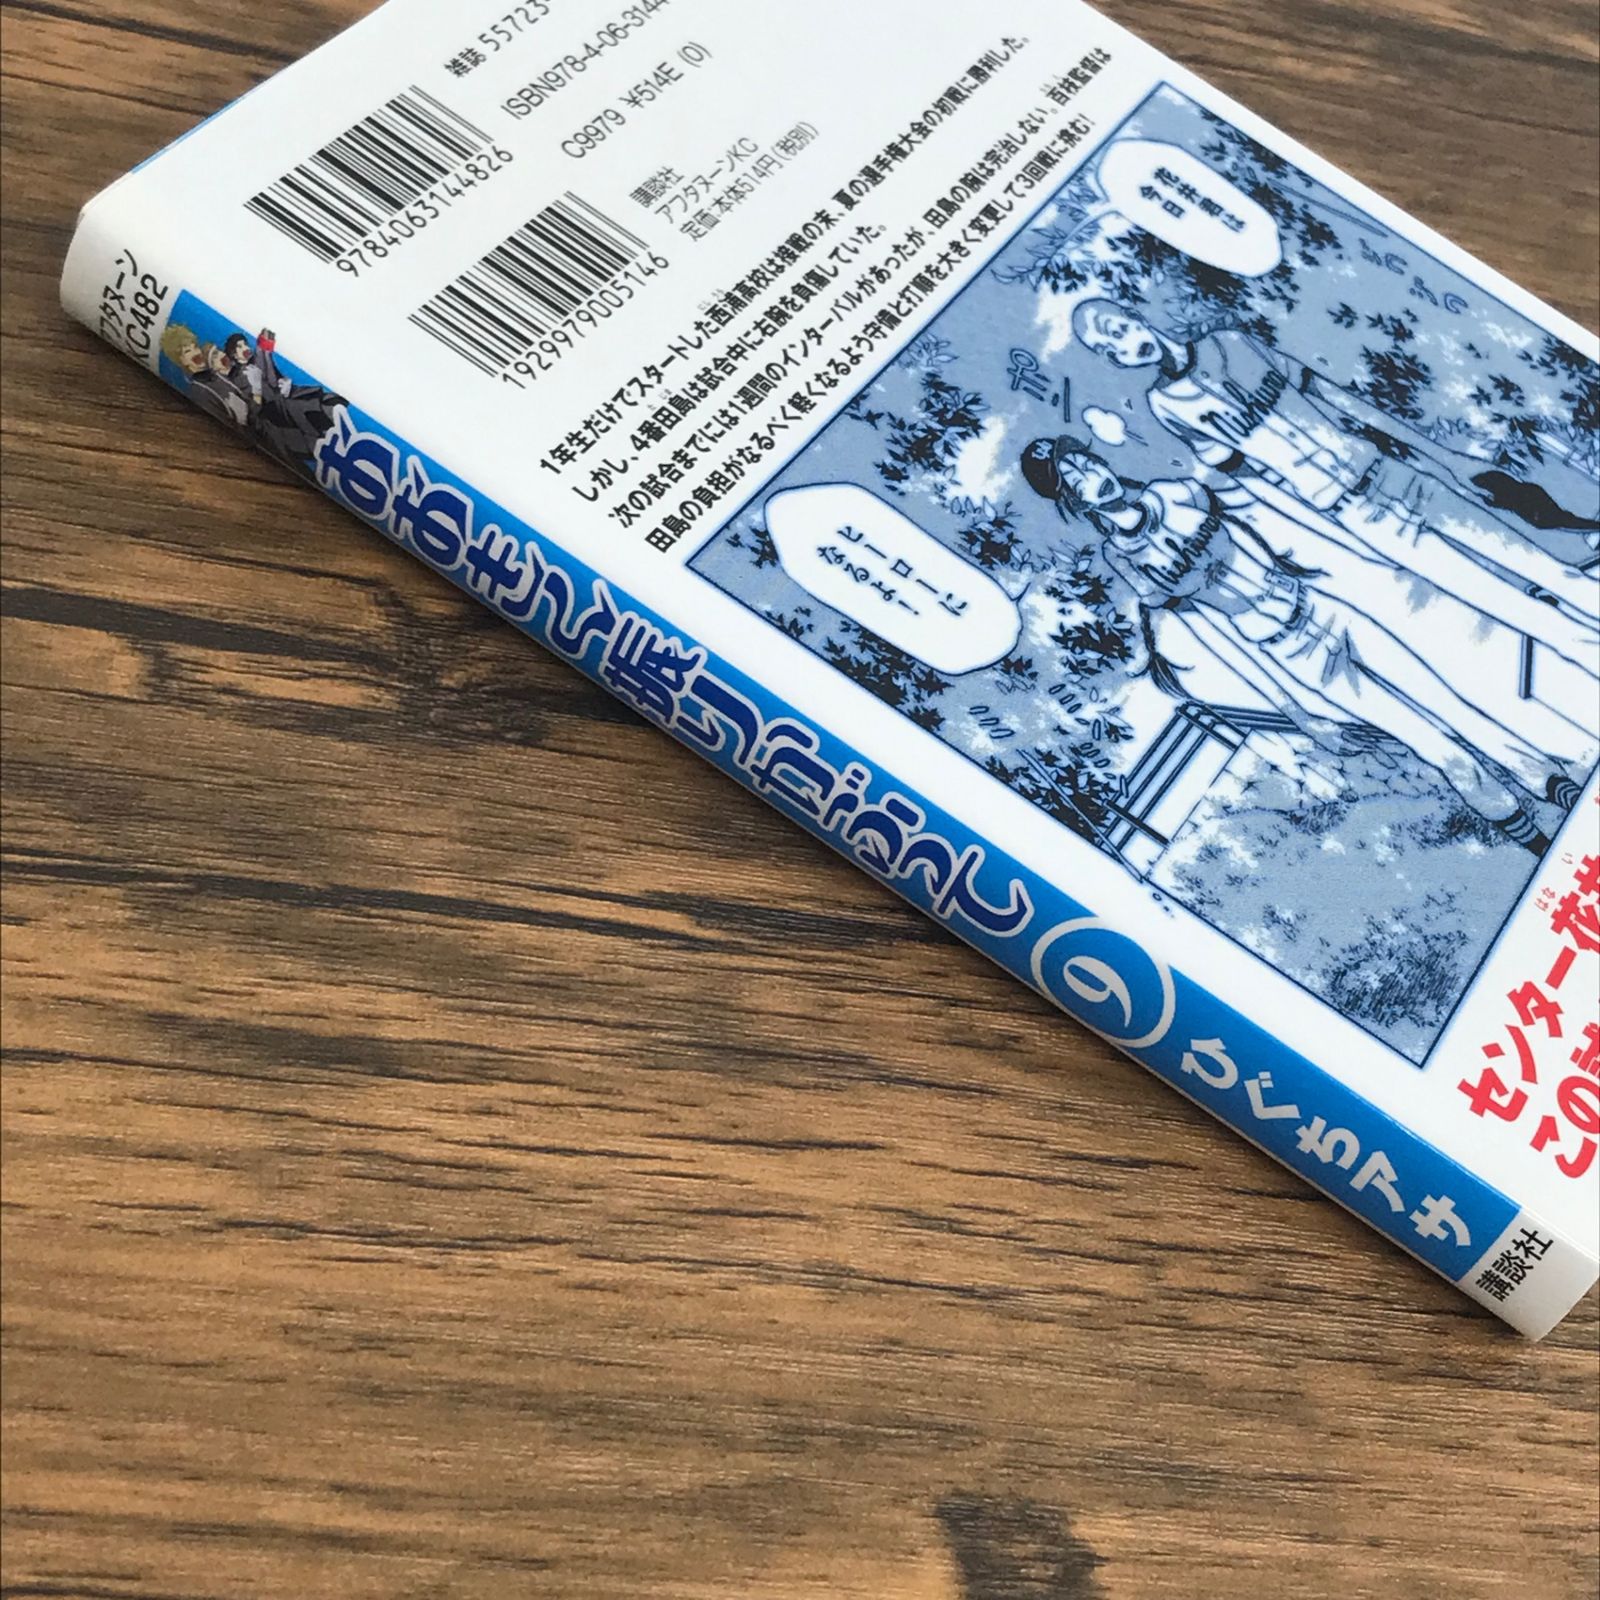 雑誌 55723
ISBN978-4-06-3144
C9979 ¥514E (0)
9784063144826
講談社
アフタヌーンKC
定価:本体514円(税別)
1929979005146
1年生だけでスタートした西浦高校は接戦の末、夏の選手権大会の初戦に勝利した。
しかし、4番田島は試合中に右腕を負傷していた。
次の試合までには1週間のインターバルがあったが、田島の腕は完治しない。百枝監督は
田島の負担がなるべく軽くなるよう守備と打順を大きく変更して3回戦に挑む!
花井君は
今日
ヒーローに
なるよー!
Nishiura
Nishiura
センター花井
この試
アフタヌーン
KC482
おおきく振りかぶって
9
ひぐちアサ
講談社